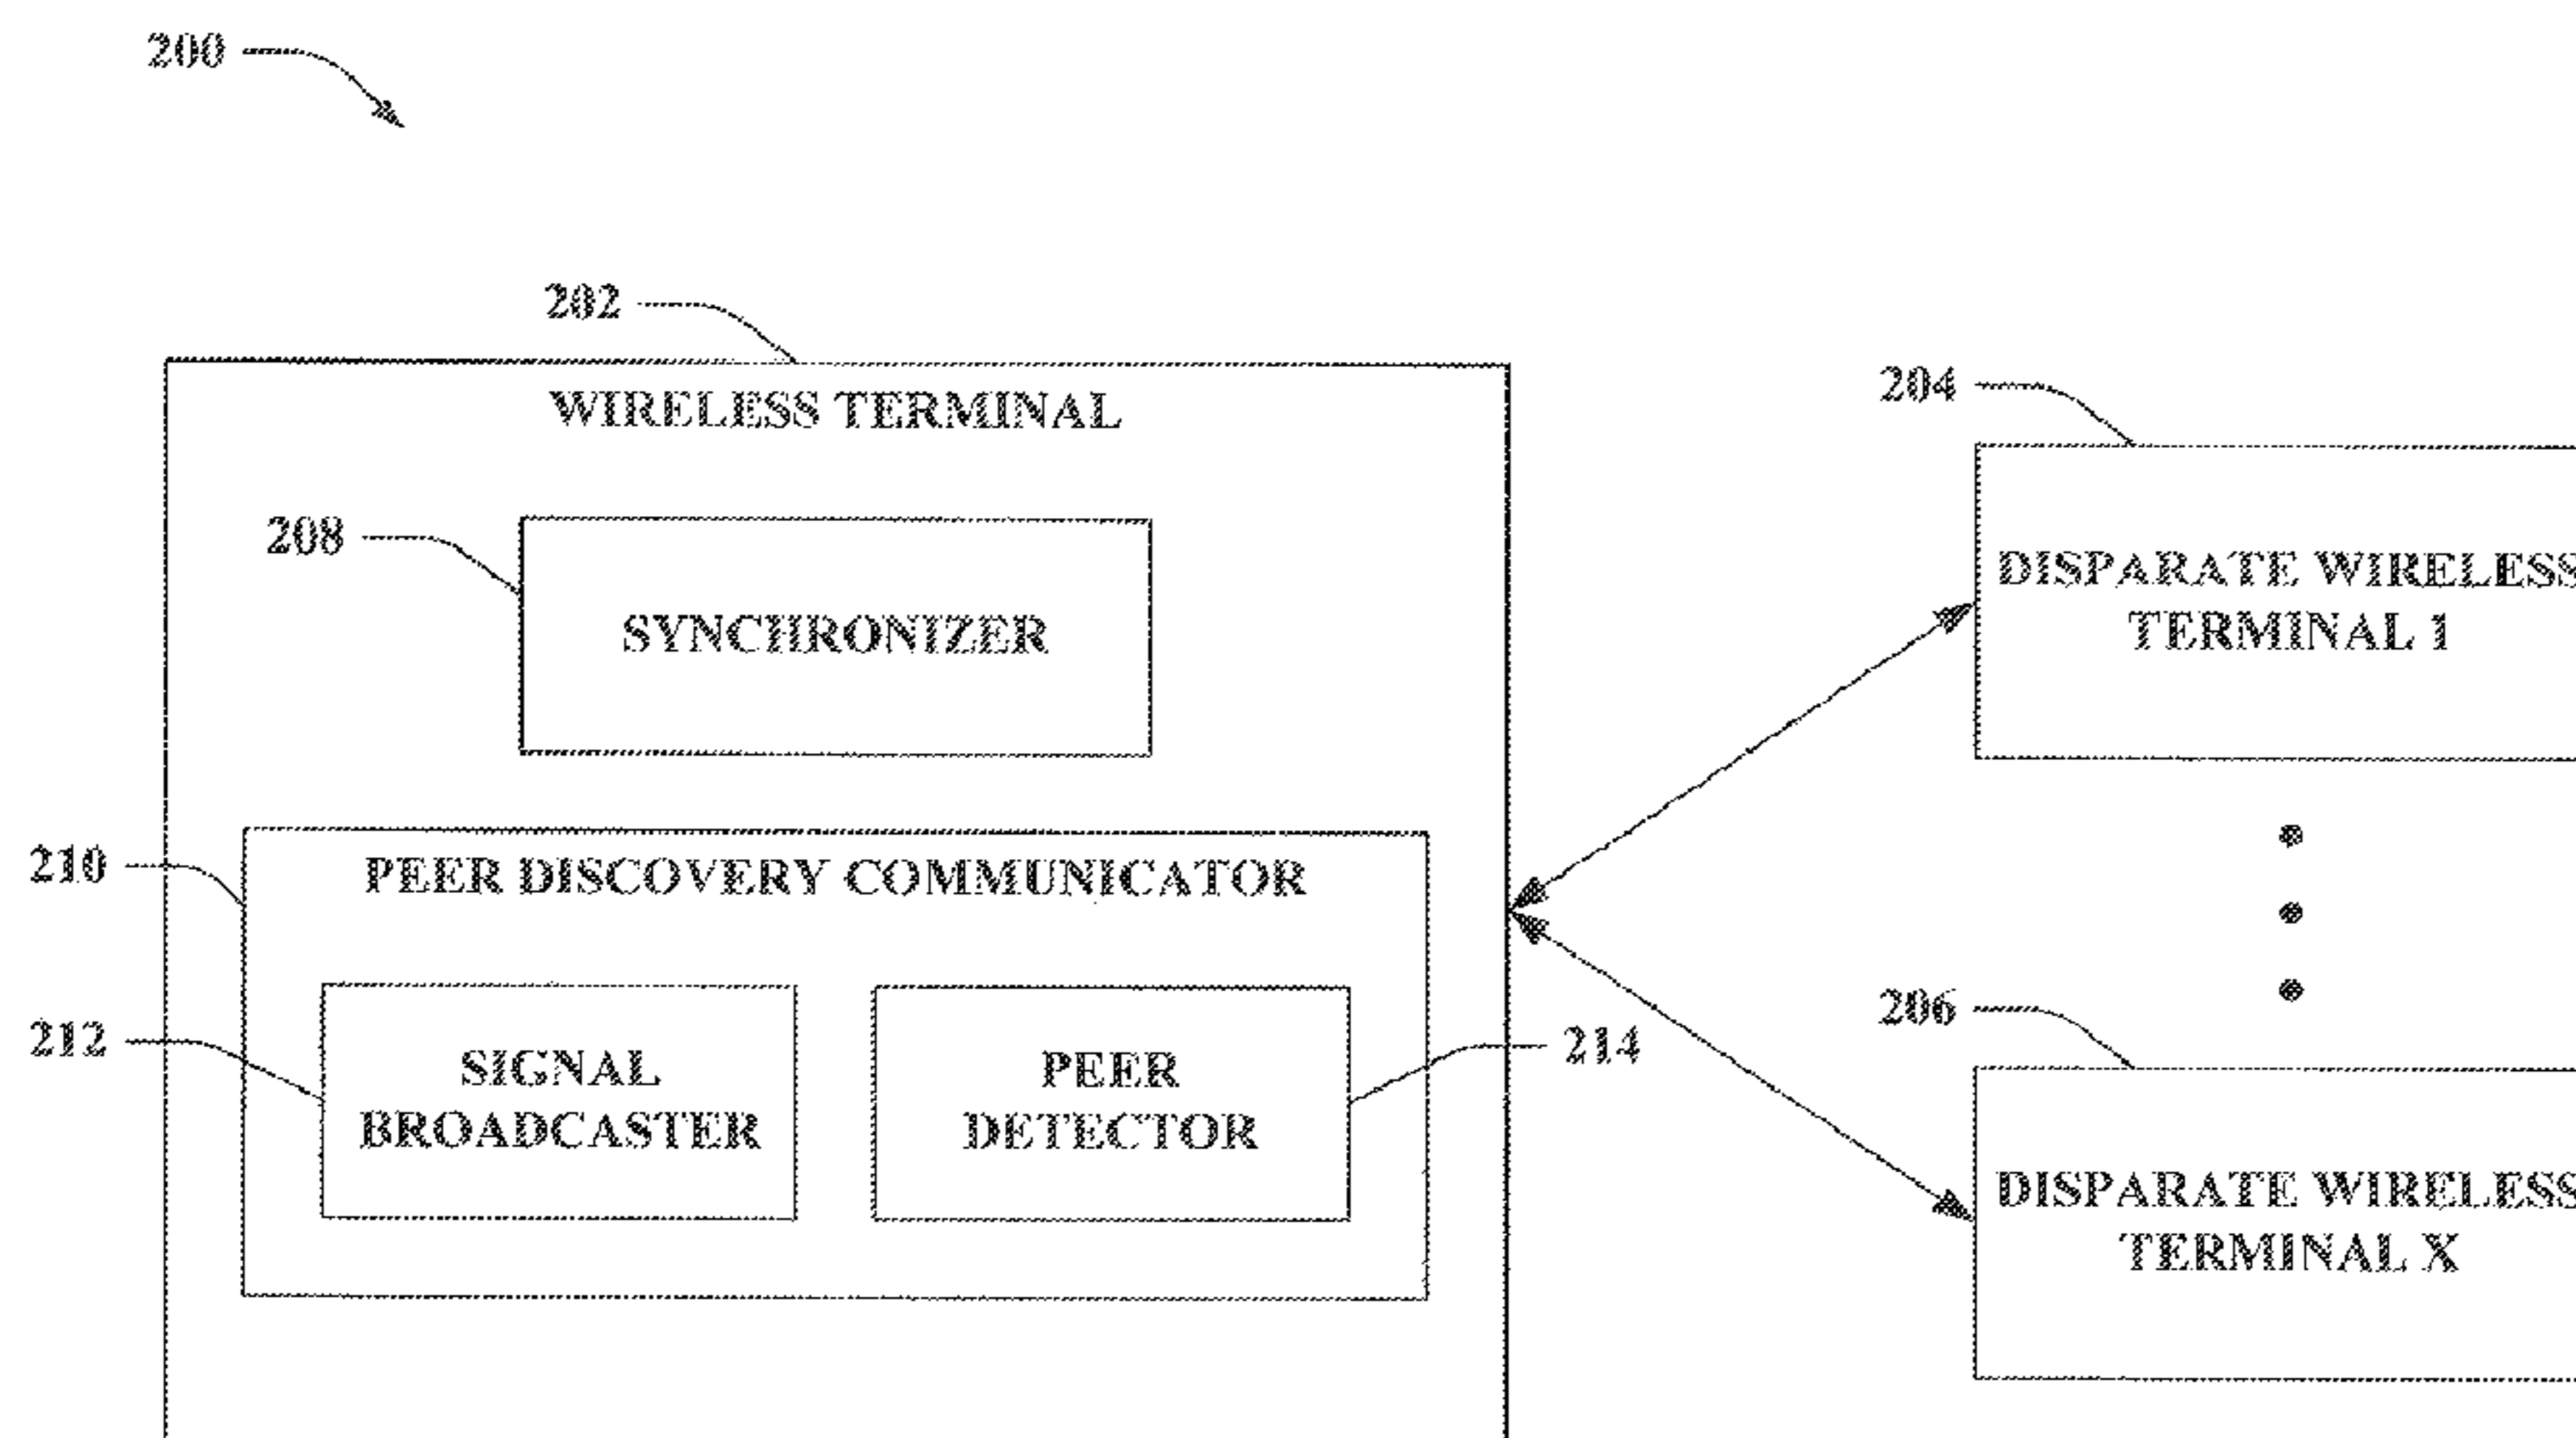 200
202
WIRELESS TERMINAL
204
208
SYNCHRONIZER
DISPARATE WIRELESS
TERMINAL 1
210
PEER DISCOVERY COMMUNICATOR
212
SIGNAL
BROADCASTER
PEER
DETECTOR
214
206
DISPARATE WIRELESS
TERMINAL X